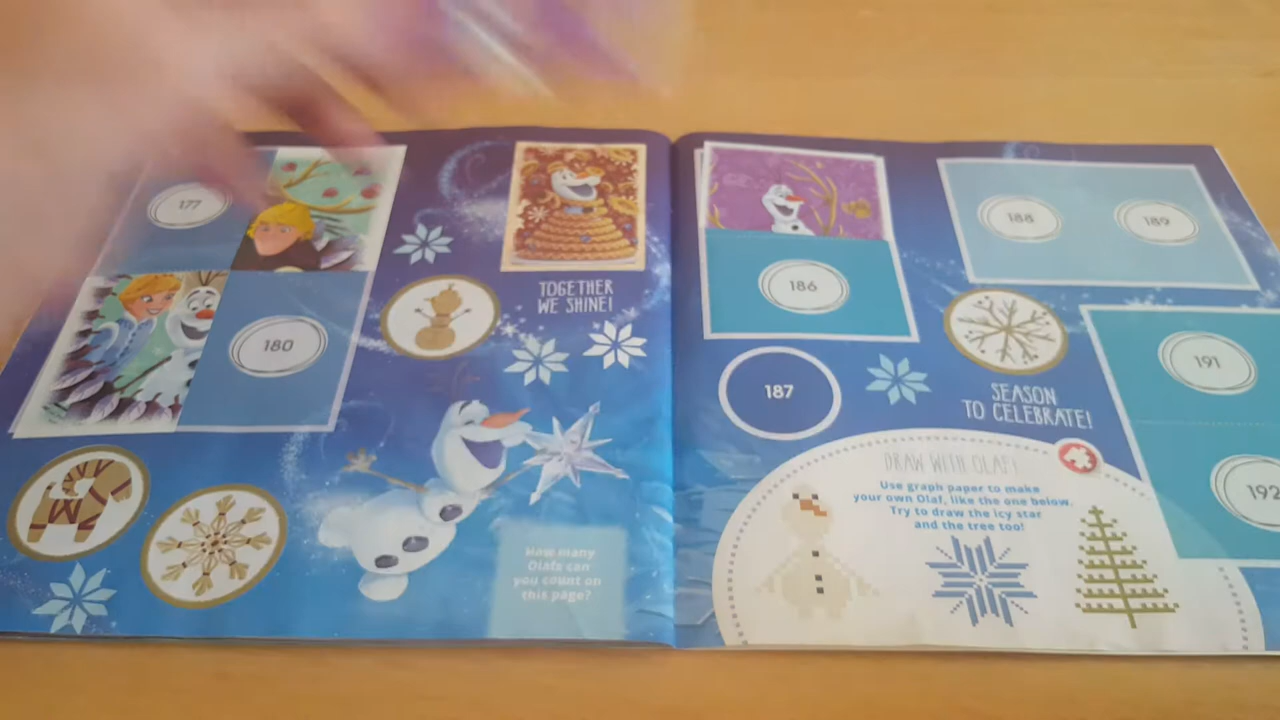 177
180
TOGETHER
WE SHINE!
How many
Olafs can
you count on
this page?
186
187
188
189
SEASON
TO CELEBRATE!
191
192
DRAW WITH OLAF!
Use graph paper to make
your own Olaf, like the one below.
Try to draw the icy star
and the tree too!